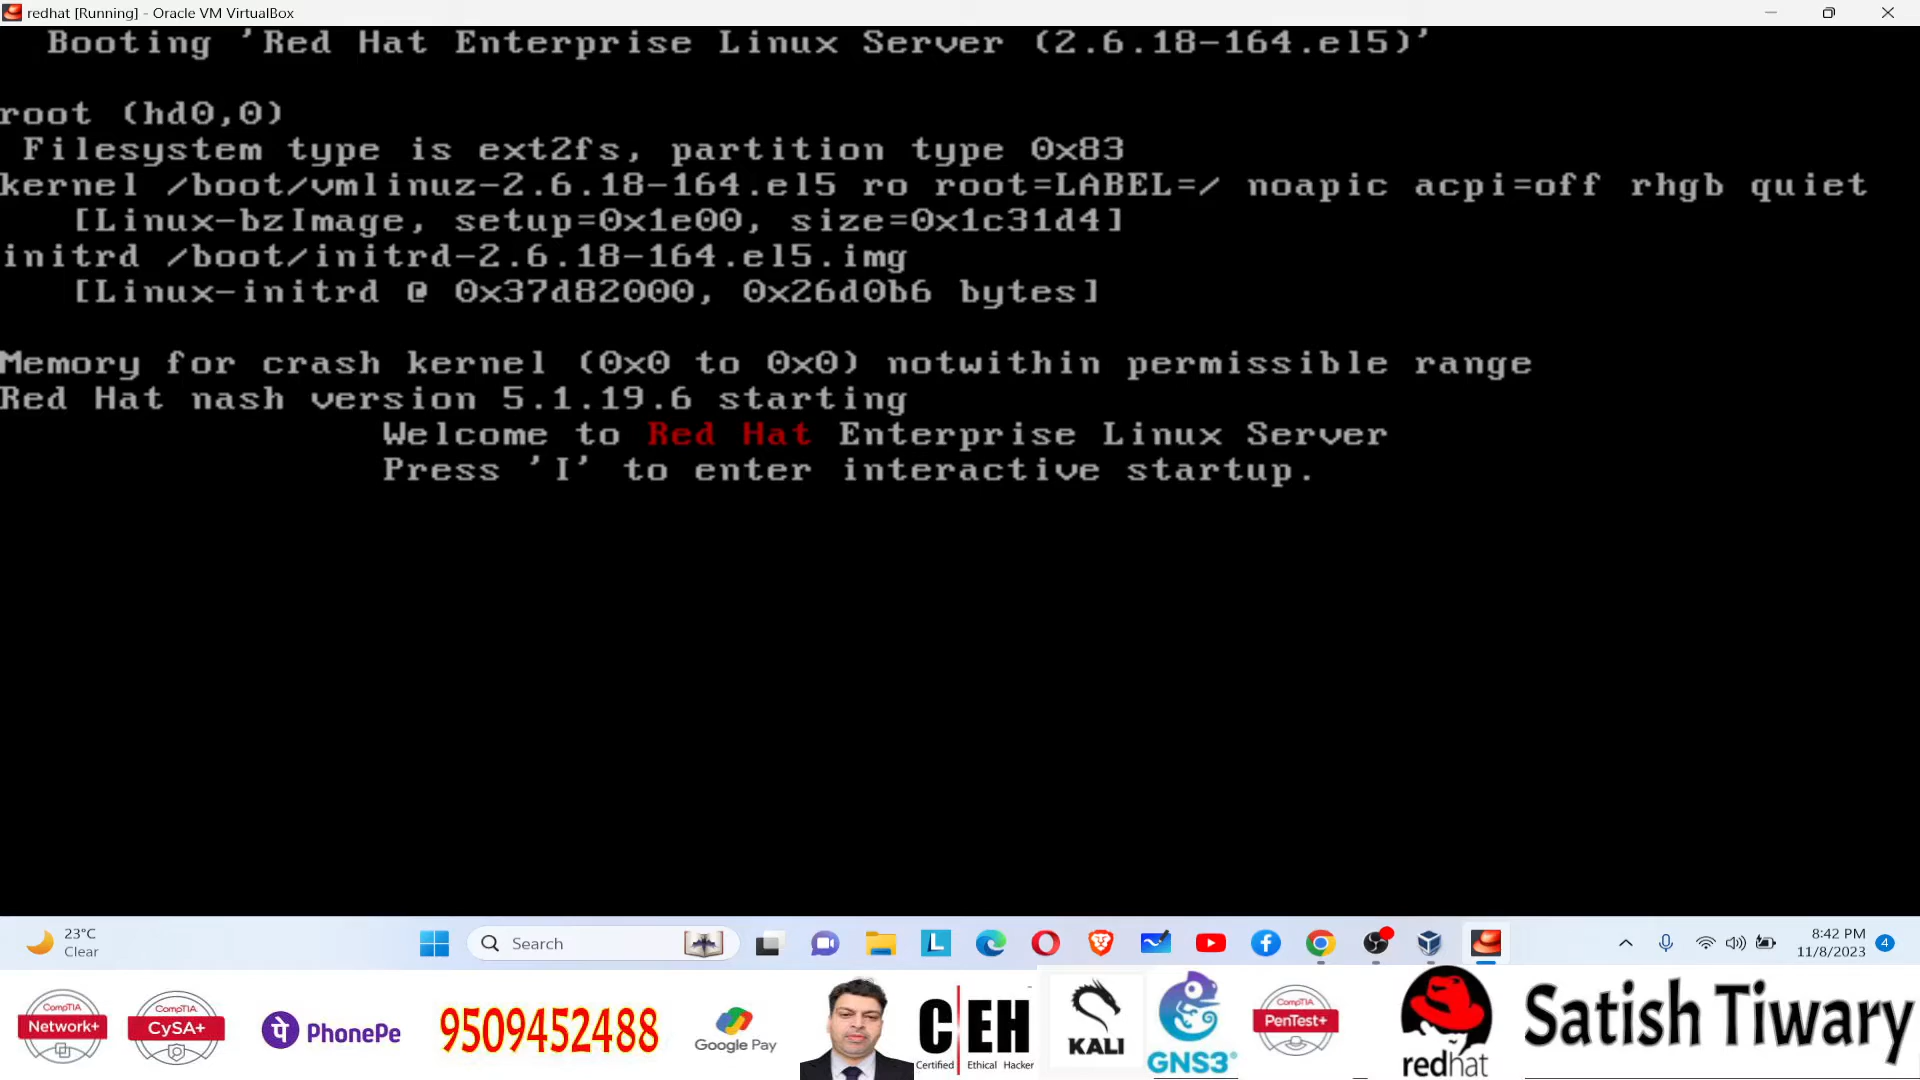 redhat [Running] - Oracle VM VirtualBox
Booting 'Red Hat Enterprise Linux Server (2.6.18-164.el5)'
root (hd0,0)
Filesystem type is ext2fs, partition type 0x83
kernel /boot/vmlinuz-2.6.18-164.el5 ro root=LABEL=/ noapic acpi=off rhgb quiet
[Linux-bzImage, setup=0x1e00, size=0x1c31d4]
initrd /boot/initrd-2.6.18-164.el5.img
[Linux-initrd @ 0x37d82000, 0x26d0b6 bytes]
Memory for crash kernel (0x0 to 0x0) notwithin permissible range
Red Hat nash version 5.1.19.6 starting
Welcome to Red Hat Enterprise Linux Server
Press 'I' to enter interactive startup.
23°C
Clear
Search
L
8:42 PM
11/8/2023
4
CompTIA
Network+
CompTIA
CySA+
पे PhonePe
9509452488
Google Pay
C|EH
Certified Ethical Hacker
KALI
GNS3
CompTIA
PenTest+
redhat
Satish Tiwary